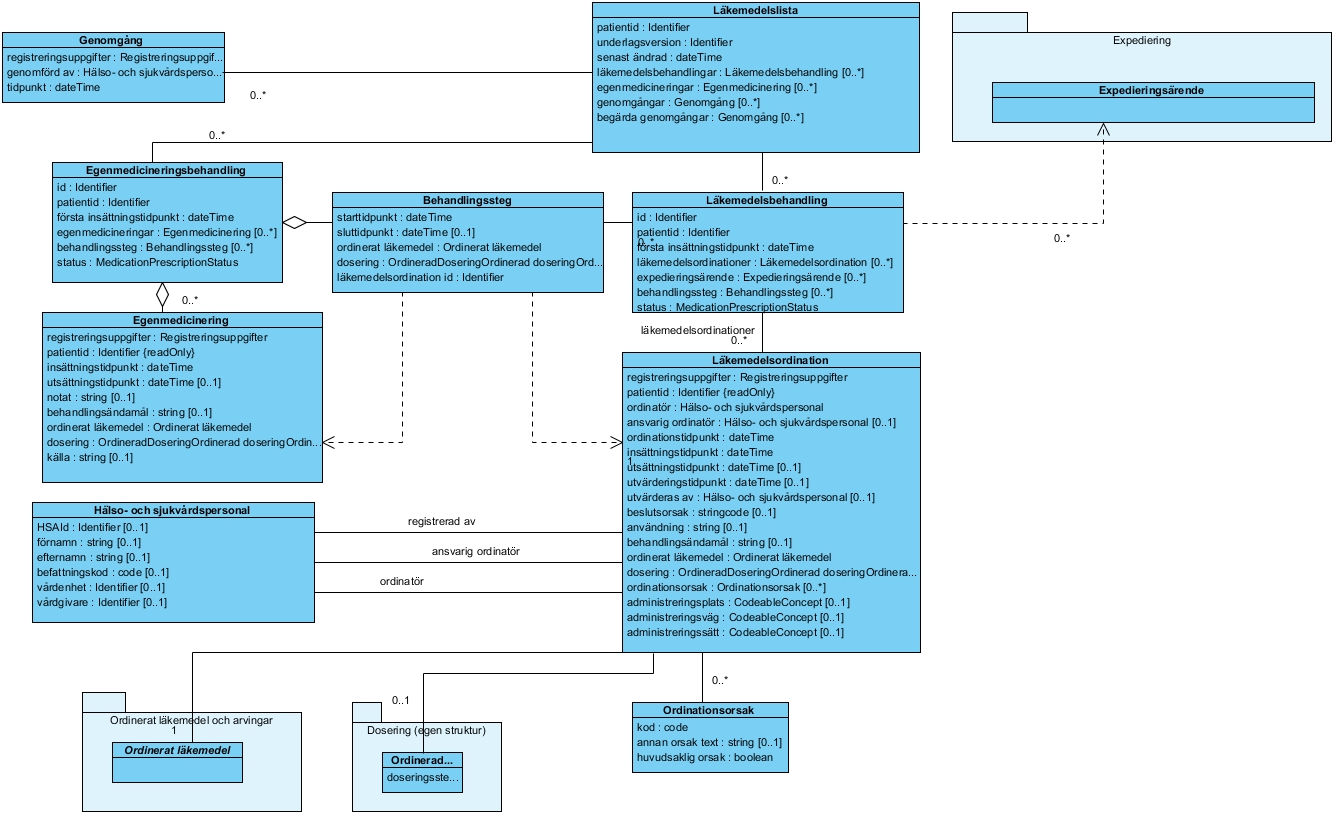 Läkemedelslista
patientid : Identifier
underlagsversion : Identifier
senast ändrad : dateTime
läkemedelsbehandlingar : Läkemedelsbehandling [0..*]
egenmedicineringar : Egenmedicinering [0..*]
genomgångar : Genomgång [0..*]
begärda genomgångar : Genomgång [0..*]
Genomgång
registreringsuppgifter : Registreringsuppgif...
genomförd av : Hälso- och sjukvårdsperso...
tidpunkt : dateTime
0..*
0..*
0..*
Expediering
Expedieringsärende
0..*
Egenmedicineringsbehandling
id : Identifier
patientid : Identifier
första insättningstidpunkt : dateTime
egenmedicineringar : Egenmedicinering [0..*]
behandlingssteg : Behandlingssteg [0..*]
status : MedicationPrescriptionStatus
0..*
Behandlingssteg
starttidpunkt : dateTime
sluttidpunkt : dateTime [0..1]
ordinerat läkemedel : Ordinerat läkemedel
dosering : OrdineradDoseringOrdinerad doseringOrd...
läkemedelsordination id : Identifier
Läkemedelsbehandling
id : Identifier
patientid : Identifier
0..*
första insättningstidpunkt : dateTime
läkemedelsordinationer : Läkemedelsordination [0..*]
expedieringsärende : Expedieringsärende [0..*]
behandlingssteg : Behandlingssteg [0..*]
status : MedicationPrescriptionStatus
läkemedelsordinationer
0..*
Egenmedicinering
registreringsuppgifter : Registreringsuppgifter
patientid : Identifier {readOnly}
insättningstidpunkt : dateTime
utsättningstidpunkt : dateTime [0..1]
notat : string [0..1]
behandlingsändamål : string [0..1]
ordinerat läkemedel : Ordinerat läkemedel
dosering : OrdineradDoseringOrdinerad doseringOrdin...
källa : string [0..1]
Läkemedelsordination
registreringsuppgifter : Registreringsuppgifter
patientid : Identifier {readOnly}
ordinatör : Hälso- och sjukvårdspersonal
ansvarig ordinatör : Hälso- och sjukvårdspersonal [0..1]
ordinationstidpunkt : dateTime
insättningstidpunkt : dateTime
1
utsättningstidpunkt : dateTime [0..1]
utvärderingstidpunkt : dateTime [0..1]
utvärderas av : Hälso- och sjukvårdspersonal [0..1]
beslutsorsak : stringcode [0..1]
användning : string [0..1]
behandlingsändamål : string [0..1]
ordinerat läkemedel : Ordinerat läkemedel
dosering : OrdineradDoseringOrdinerad doseringOrdinera...
ordinationsorsak : Ordinationsorsak [0..*]
administreringsplats : CodeableConcept [0..1]
administreringsväg : CodeableConcept [0..1]
administreringssätt : CodeableConcept [0..1]
Hälso- och sjukvårdspersonal
HSAId : Identifier [0..1]
förnamn : string [0..1]
efternamn : string [0..1]
befattningskod : code [0..1]
vårdenhet : Identifier [0..1]
vårdgivare : Identifier [0..1]
registrerad av
ansvarig ordinatör
ordinatör
Ordinerat läkemedel och arvingar
1
Ordinerat läkemedel
0..1
Dosering (egen struktur)
Ordinerad...
doseringsste...
0..*
Ordinationsorsak
kod : code
annan orsak text : string [0..1]
huvudsaklig orsak : boolean